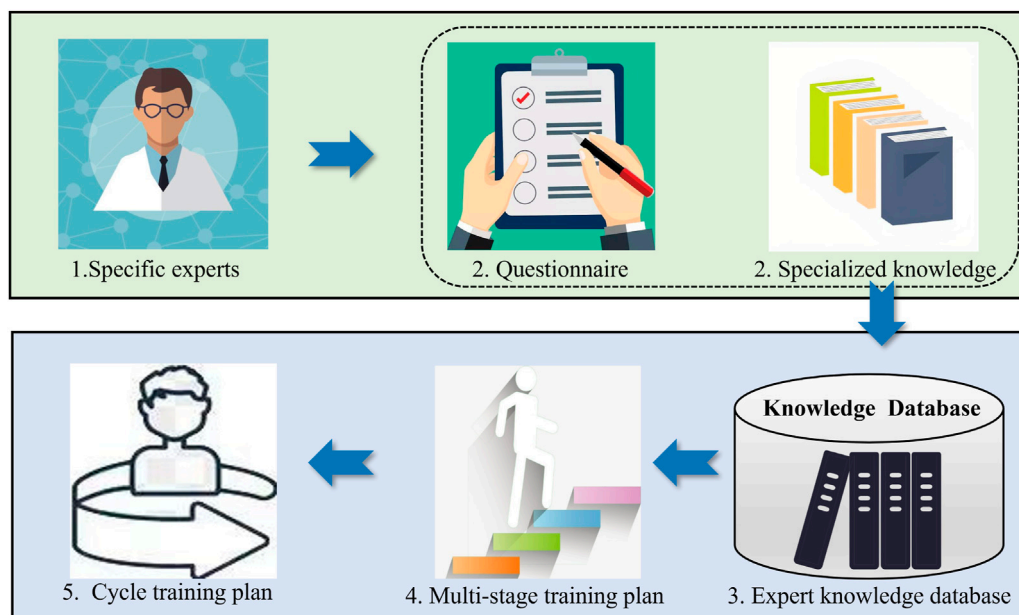 1.Specific experts
2. Questionnaire
2. Specialized knowledge
Knowledge Database
5. Cycle training plan
4. Multi-stage training plan
3. Expert knowledge database